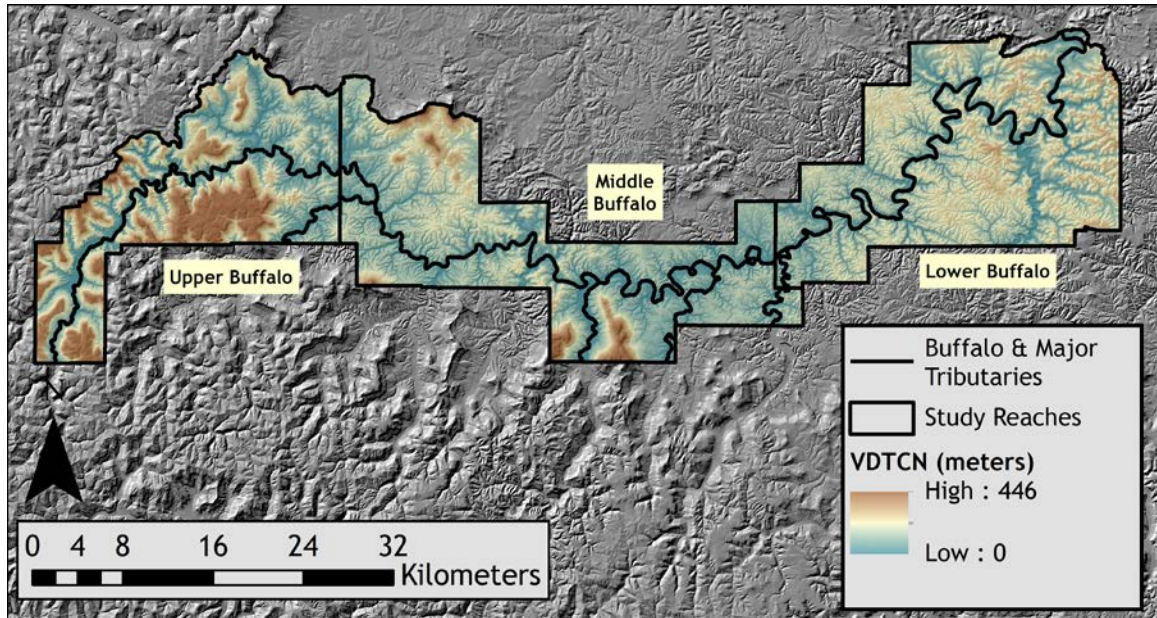 Middle
Buffalo
Upper Buffalo
Lower Buffalo
Buffalo & Major
Tributaries
Study Reaches
VDTCN (meters)
High : 446
Low : 0
0 4 8 16 24 32
Kilometers